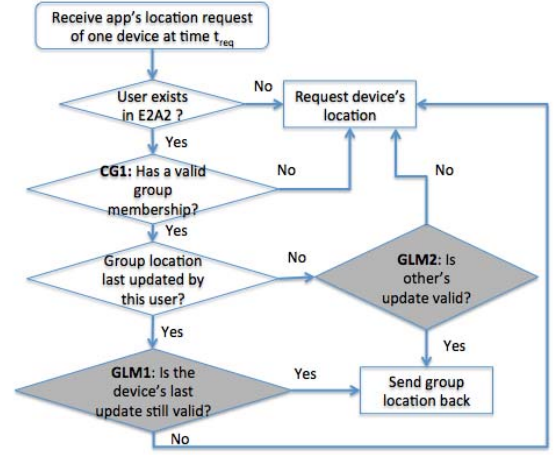 Receive app's location request
of one device at time t_req
No
User exists
in E2A2 ?
Request device's
location
Yes
CG1: Has a valid
group
membership?
No
No
Yes
Group location
last updated by
this user?
No
GLM2: Is
other's
update valid?
Yes
Yes
GLM1: Is the
device's last
update still valid?
Yes
Send group
location back
No